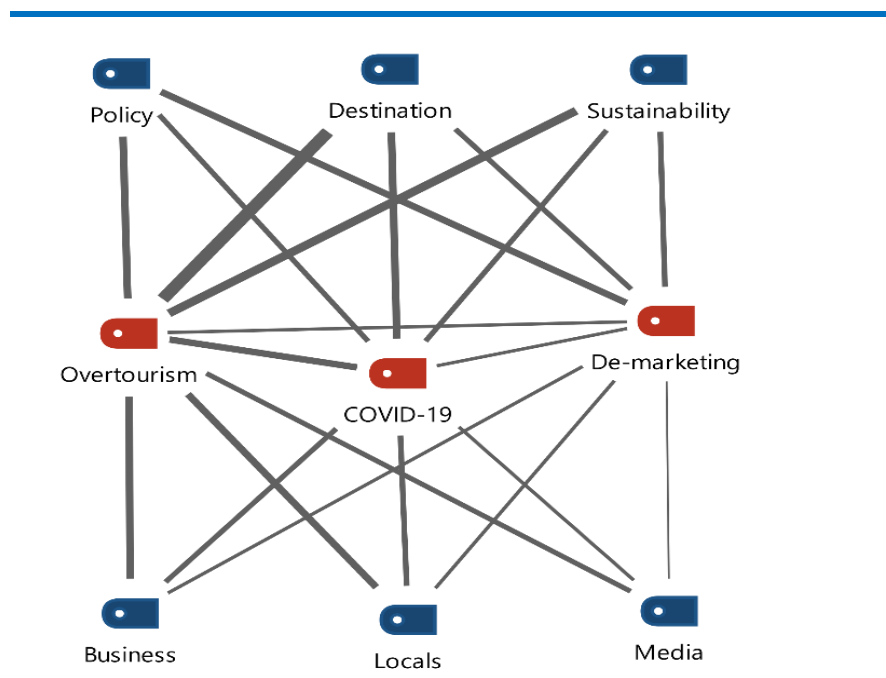 Policy
Destination
Sustainability
Overtourism
De-marketing
COVID-19
Business
Locals
Media